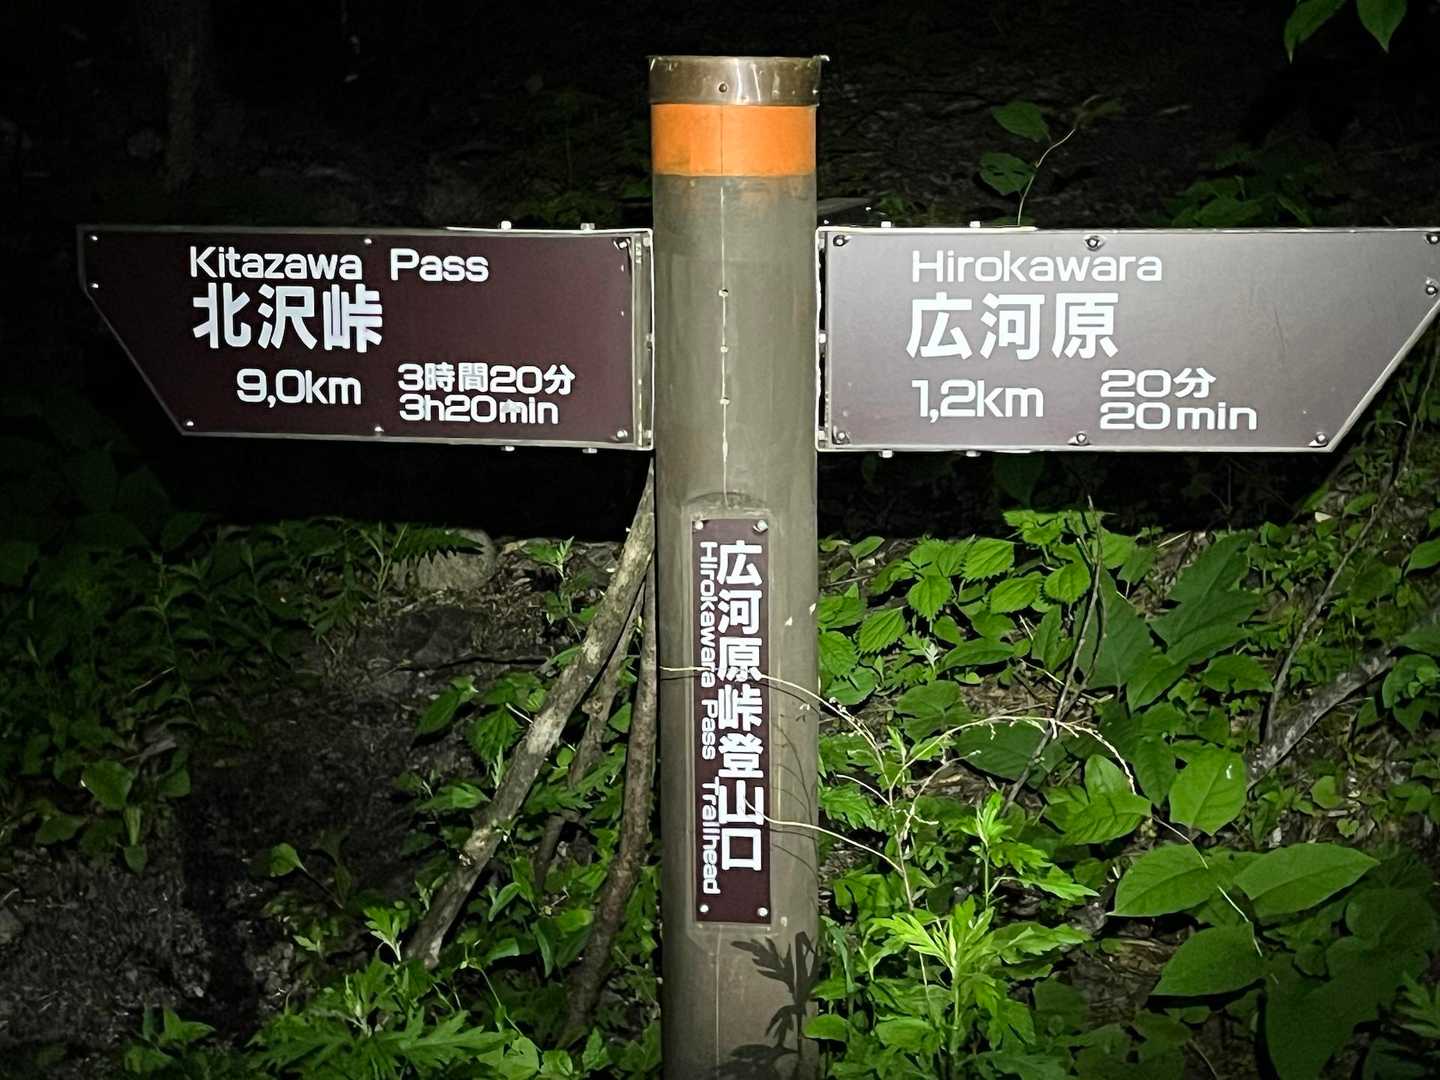 Kitazawa Pass
北沢峠
9,0km
3時間20分
3h20min
Hirokawara
広河原
1,2km
20分
20min
広河原峠登山口
Hirokawara Pass Trailhead